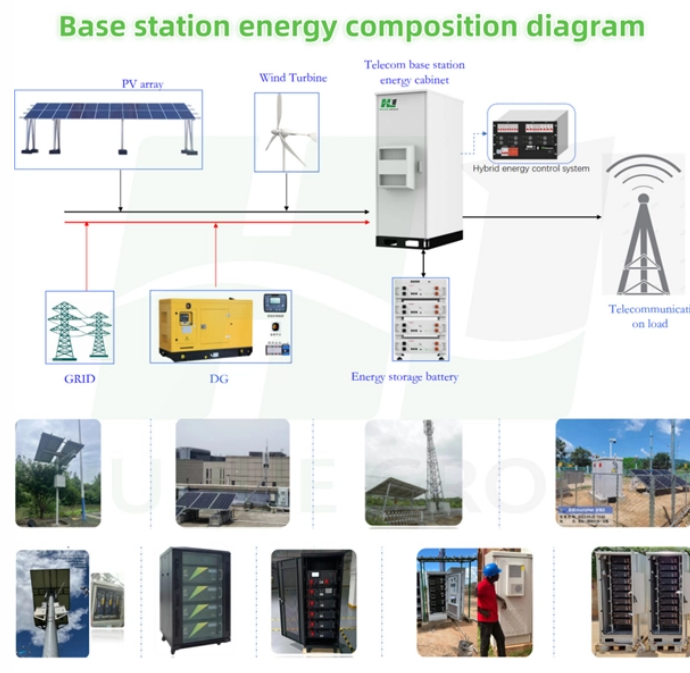 Base station energy composition diagram
PV array
Wind Turbine
Telecom base station
energy cabinet
Hybrid energy control system
Telecommunicati
on load
GRID
DG
Energy storage battery